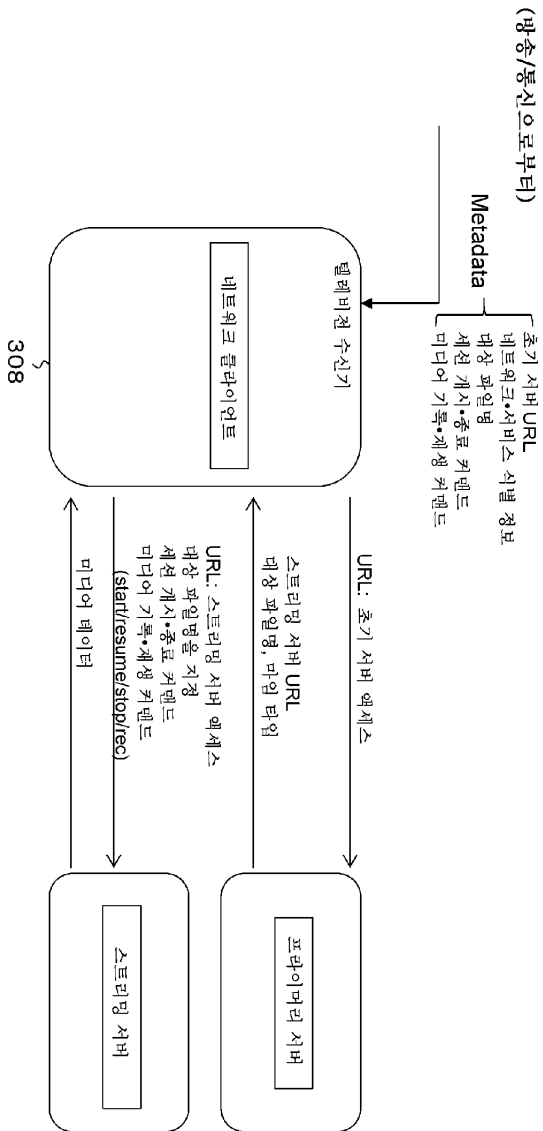 (방송/통신으로부터)
Metadata
초기 서버 URL
네트워크•서비스 식별 정보
대상 파일명
세션 개시•종료 커맨드
미디어 기록•재생 커맨드
텔레비전 수신기
네트워크 클라이언트
308
URL: 초기 서버 액세스
스트리밍 서버 URL
대상 파일명, 마임 타입
URL: 스트리밍 서버 액세스
대상 파일명을 지정
세션 개시•종료 커맨드
미디어 기록•재생 커맨드
(start/resume/stop/rec)
미디어 데이터
프라이머리 서버
스트리밍 서버